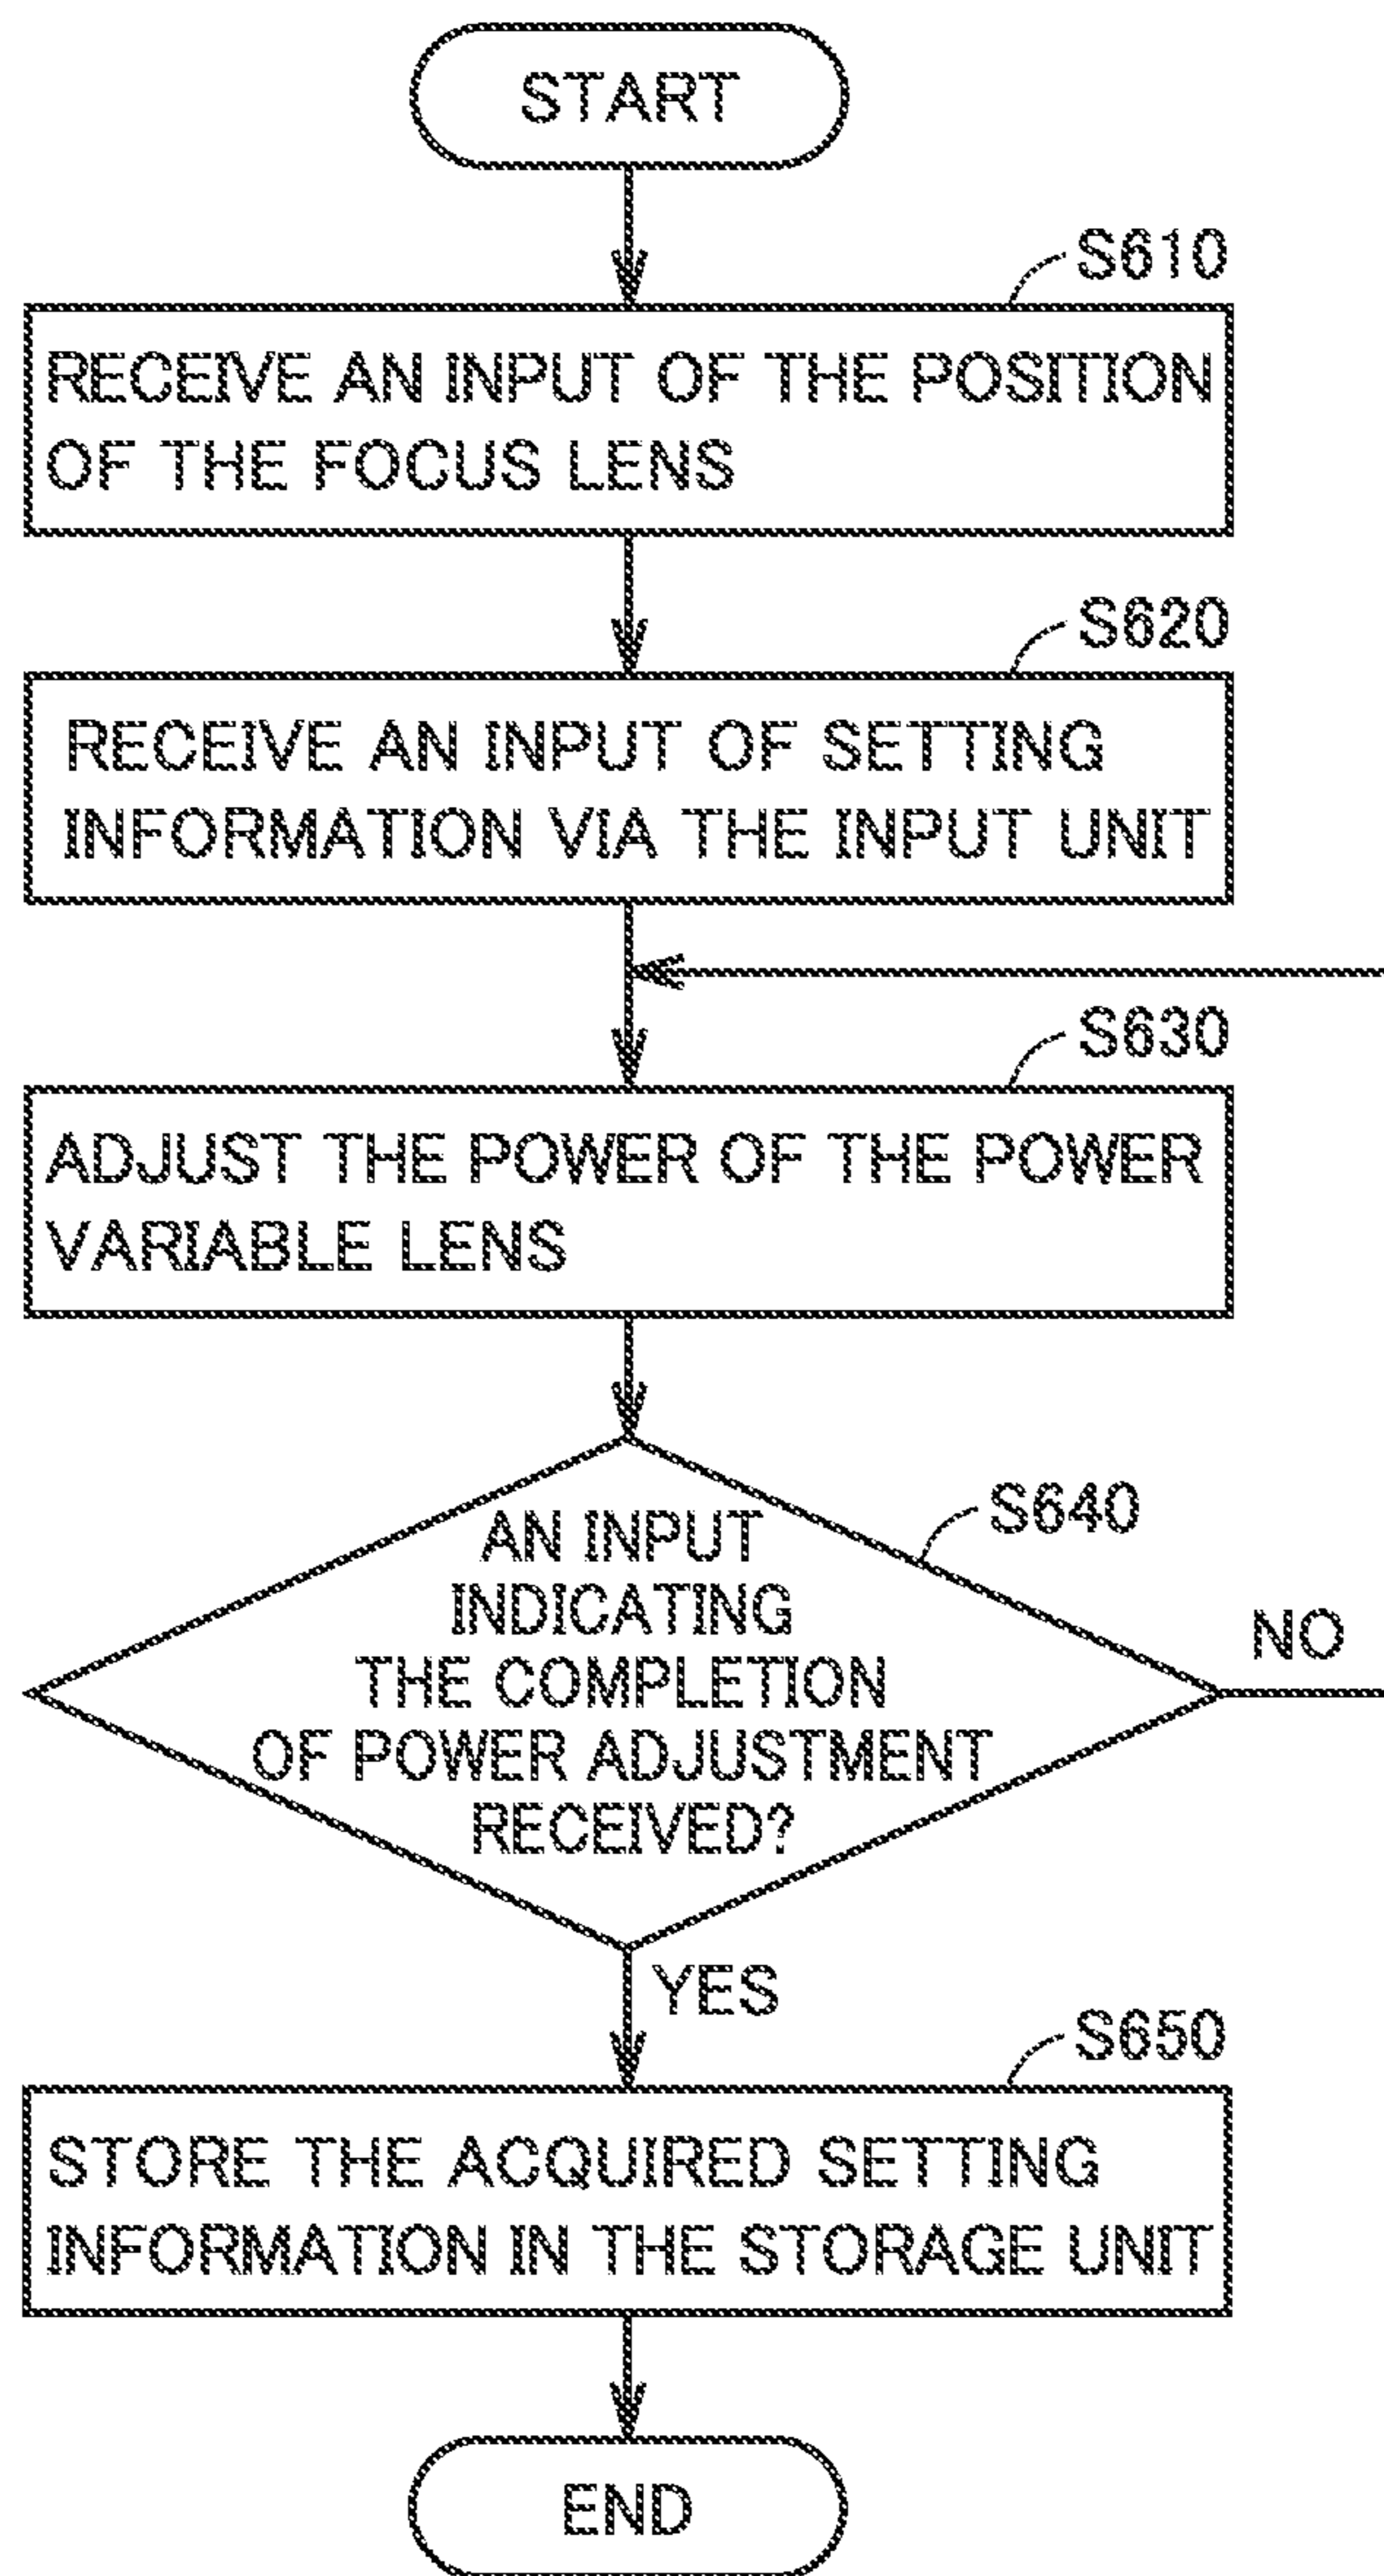 START
S610
RECEIVE AN INPUT OF THE POSITION
OF THE FOCUS LENS
S620
RECEIVE AN INPUT OF SETTING
INFORMATION VIA THE INPUT UNIT
S630
ADJUST THE POWER OF THE POWER
VARIABLE LENS
S640
AN INPUT
INDICATING
THE COMPLETION
OF POWER ADJUSTMENT
RECEIVED?
NO
YES
S650
STORE THE ACQUIRED SETTING
INFORMATION IN THE STORAGE UNIT
END